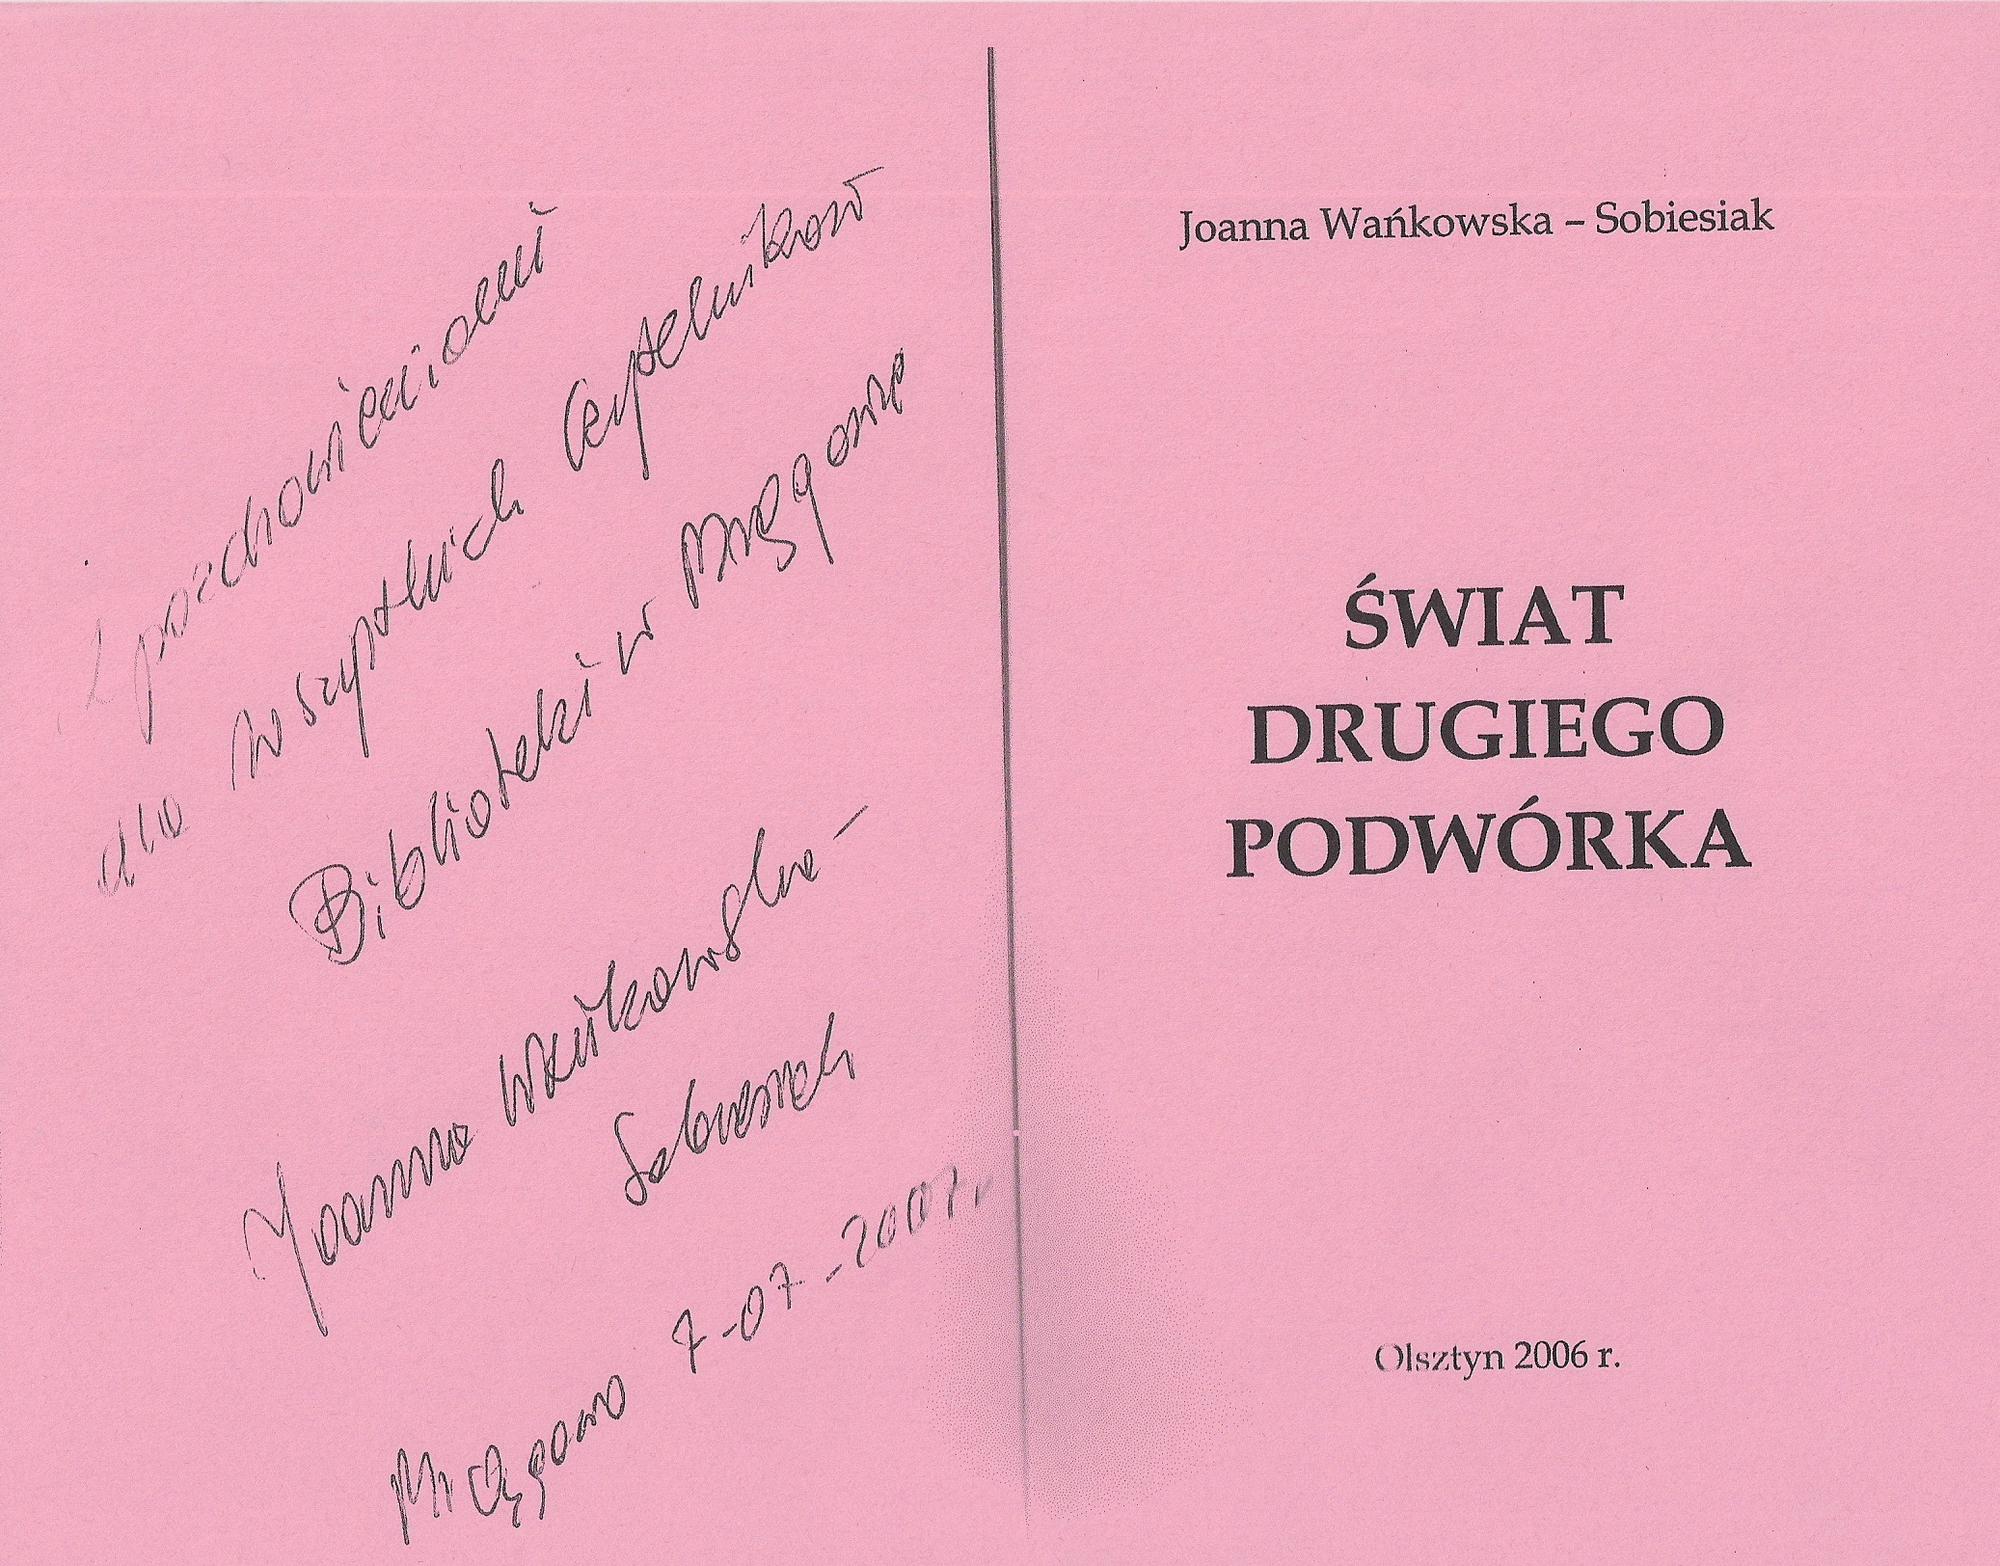 Z pozdrowieniami
dla wszystkich Czytelników
Biblioteki w Mrągowie
Joanna Wańkowska –
Sobiesiak
Mrągowo 7-07-2007 r
Joanna Wańkowska – Sobiesiak
ŚWIAT
DRUGIEGO
PODWÓRKA
Olsztyn 2006 r.